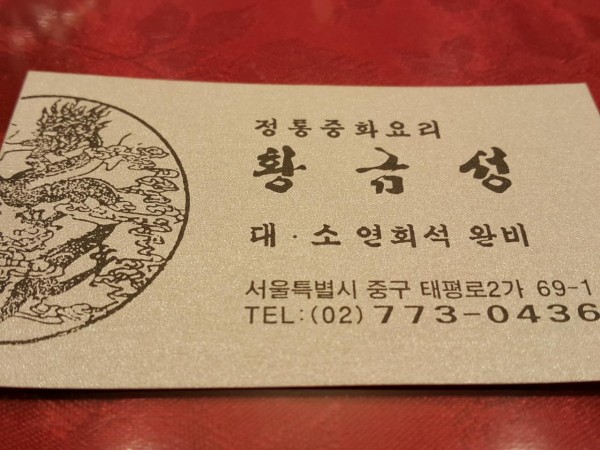 정통중화요리
황금성
대·소 연회석 완비
서울특별시 중구 태평로2가 69-1
TEL:(02) 773-0436